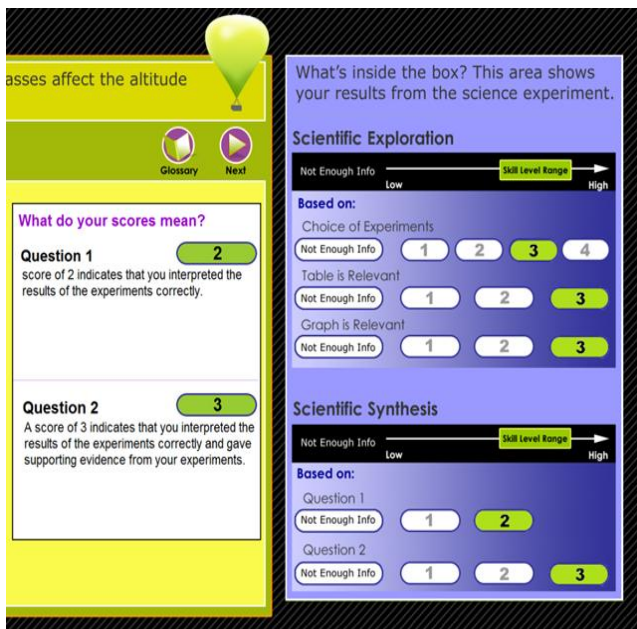 asses affect the altitude
Glossary
Next
What do your scores mean?
Question 1
2
score of 2 indicates that you interpreted the
results of the experiments correctly.
Question 2
3
A score of 3 indicates that you interpreted the
results of the experiments correctly and gave
supporting evidence from your experiments.
What's inside the box? This area shows
your results from the science experiment.
Scientific Exploration
Not Enough Info
Skill Level Range
Low
High
Based on:
Choice of Experiments
Not Enough Info 1 2 3 4
Table is Relevant
Not Enough Info 1 2 3
Graph is Relevant
Not Enough Info 1 2 3
Scientific Synthesis
Not Enough Info
Skill Level Range
Low
High
Based on:
Question 1
Not Enough Info 1 2
Question 2
Not Enough Info 1 2 3